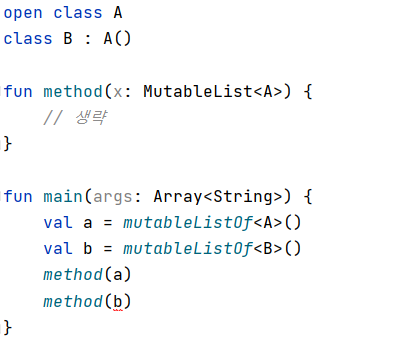 open class A
class B : A()
fun method(x: MutableList<A>) {
// 생략
}
fun main(args: Array<String>) {
val a = mutableListOf<A>()
val b = mutableListOf<B>()
method(a)
method(b)
}